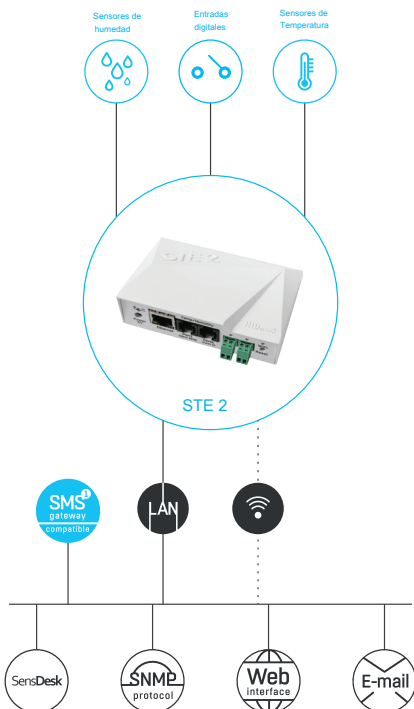 Sensores de
humedad
Entradas
digitales
Sensores de
Temperatura
STE 2
STE 2
SMS 1
gateway
compatible
LAN
SensDesk
SNMP
protocol
Web
interface
E-mail